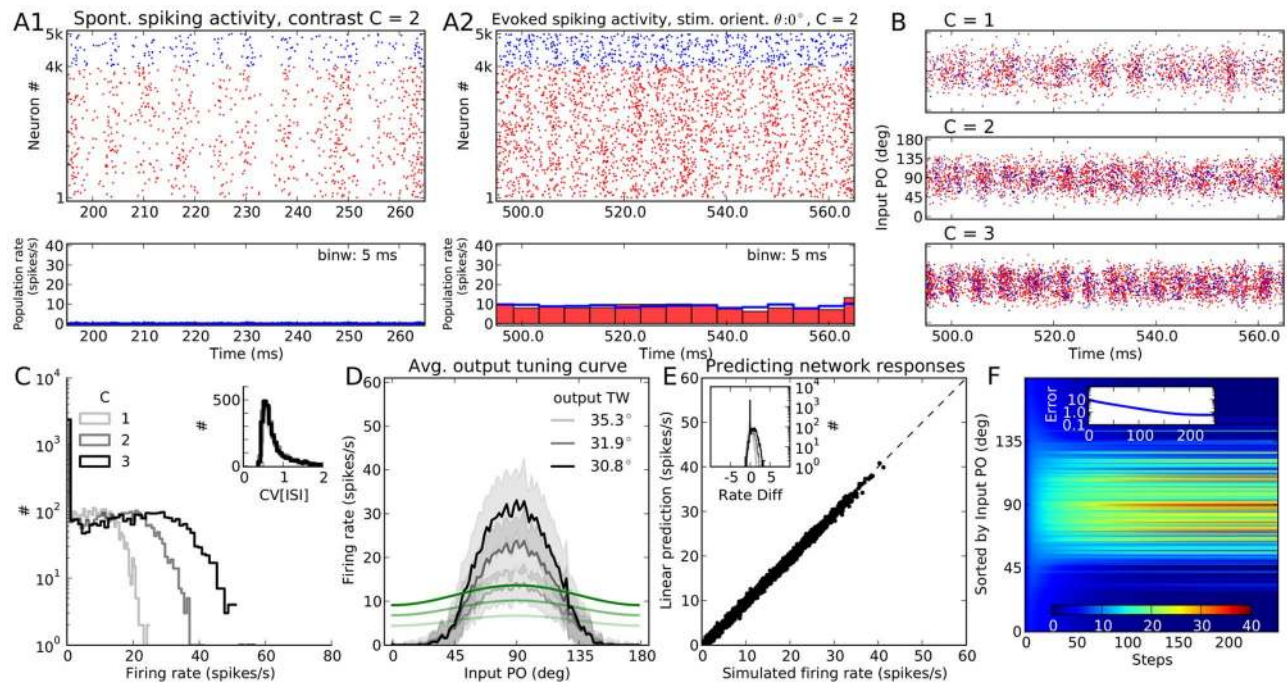 A1 Spont. spiking activity, contrast C = 2
5k
4k
Neuron #
1
200 210 220 230 240 250 260
Population rate (spikes/s)
40
30
20
10
0
binw: 5 ms
200 210 220 230 240 250 260
Time (ms)
A2 Evoked spiking activity, stim. orient. θ:0°, C = 2
5k
4k
Neuron #
1
500.0 520.0 540.0 560.0
Population rate (spikes/s)
40
30
20
10
0
binw: 5 ms
500.0 520.0 540.0 560.0
Time (ms)
B
C = 1
C = 2
Input PO (deg)
180
135
90
45
0
C = 3
500.0 520.0 540.0 560.0
Time (ms)
C
#
10⁴
10³
10²
10¹
10⁰
C
1
2
3
#
500
0
0 1 2
CV[ISI]
0 20 40 60 80
Firing rate (spikes/s)
D Avg. output tuning curve
Firing rate (spikes/s)
60
50
40
30
20
10
0
output TW
35.3°
31.9°
30.8°
0 45 90 135 180
Input PO (deg)
E Predicting network responses
Linear prediction (spikes/s)
60
50
40
30
20
10
0
10⁴
10³
10²
10¹
10⁰
#
-5 0 5
Rate Diff
0 10 20 30 40 50 60
Simulated firing rate (spikes/s)
F
Sorted by Input PO (deg)
135
90
45
0
Error
10
1.0
0.1
0 100 200
0 10 20 30 40
0 50 100 150 200
Steps